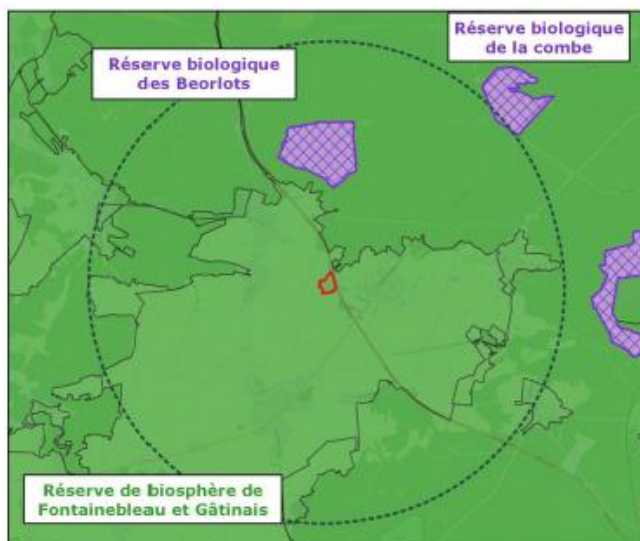 Réserve biologique
de la combe
Réserve biologique
des Beorlots
Réserve de biosphère de
Fontainebleau et Gâtinais